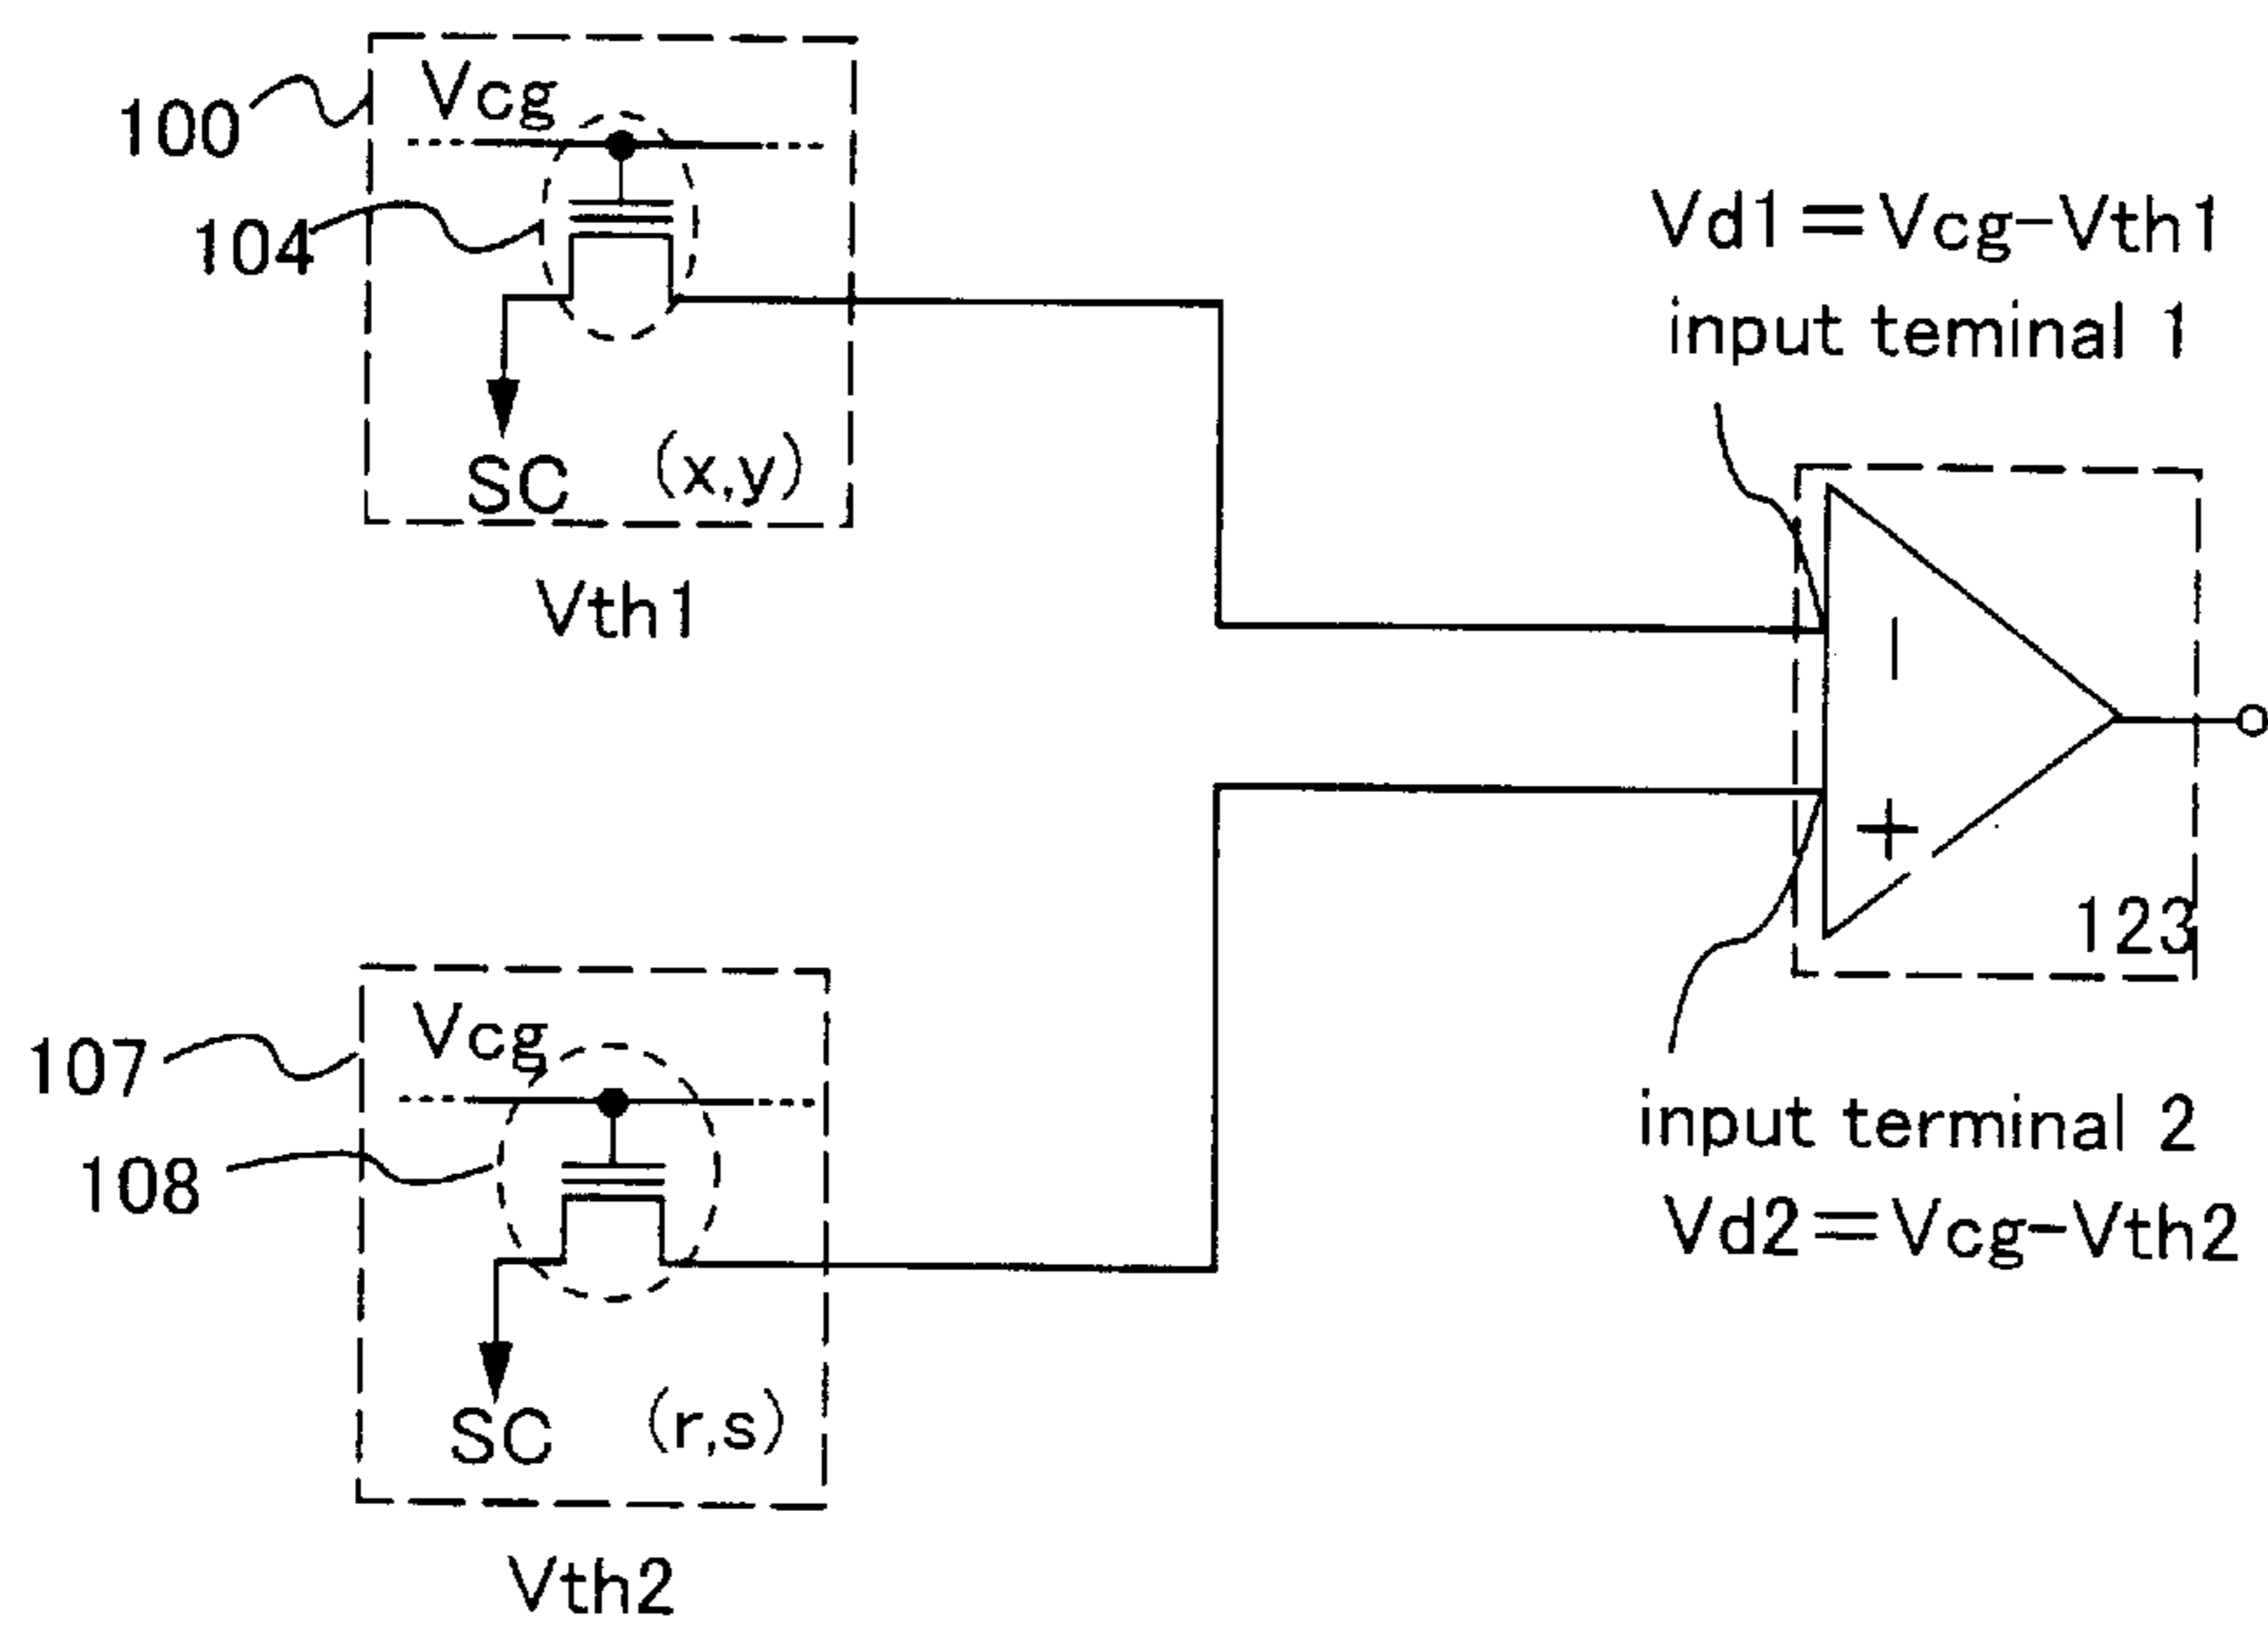 100
Vcg
104
SC
(x,y)
Vth1
Vd1=Vcg-Vth1
input teminal 1
−
+
123
107
Vcg
108
SC
(r,s)
Vth2
input terminal 2
Vd2=Vcg-Vth2